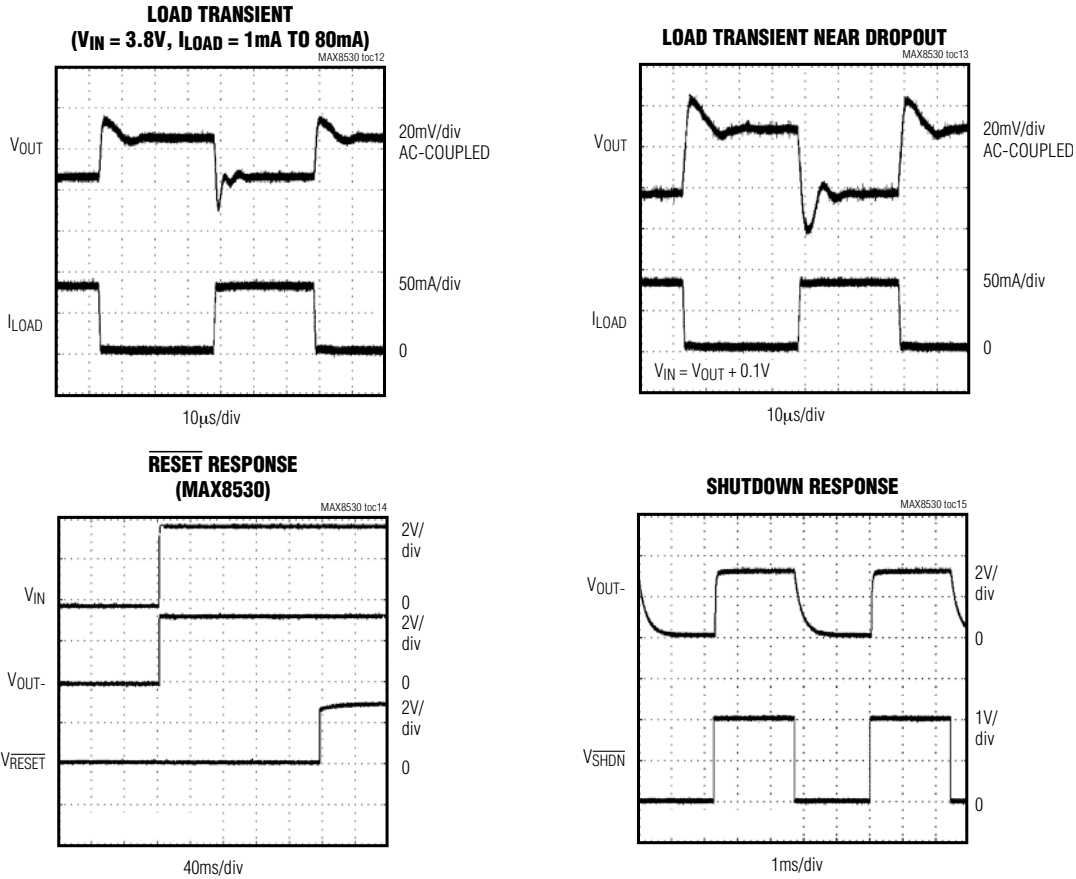 LOAD TRANSIENT
(VIN = 3.8V, ILOAD = 1mA TO 80mA)
MAX8530 toc12
VOUT
20mV/div
AC-COUPLED
50mA/div
ILOAD
0
10µs/div
LOAD TRANSIENT NEAR DROPOUT
MAX8530 toc13
VOUT
20mV/div
AC-COUPLED
50mA/div
ILOAD
0
VIN = VOUT + 0.1V
10µs/div
RESET RESPONSE
(MAX8530)
MAX8530 toc14
2V/
div
VIN
0
2V/
div
VOUT-
0
2V/
div
VRESET
0
40ms/div
SHUTDOWN RESPONSE
MAX8530 toc15
VOUT-
2V/
div
0
1V/
div
VSHDN
0
1ms/div